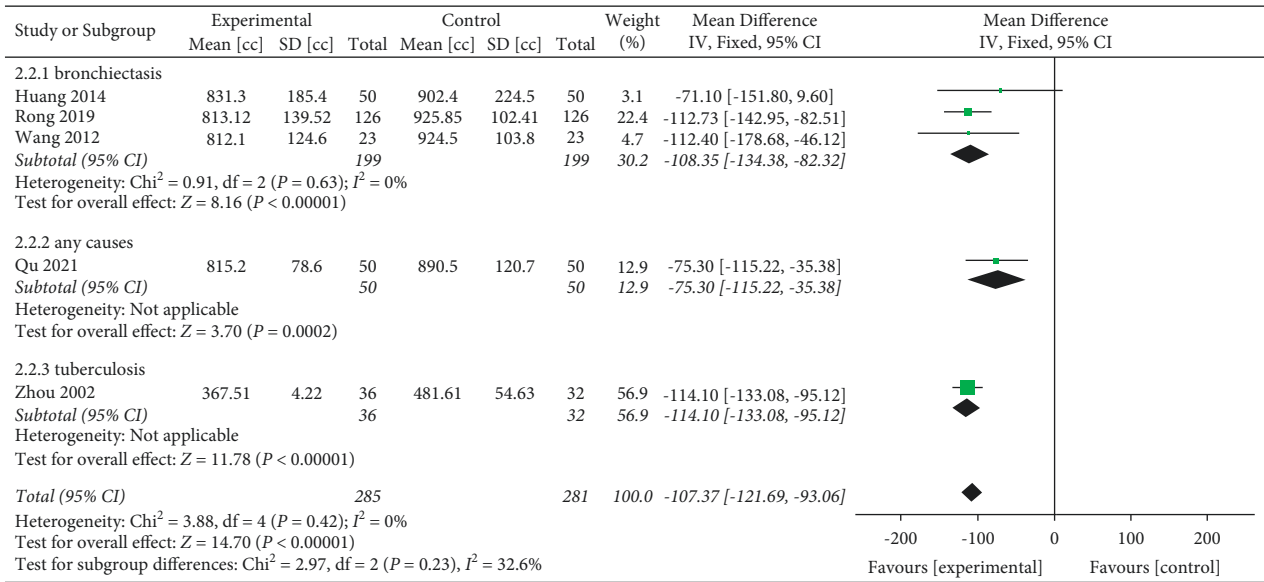 Study or Subgroup Experimental Control Weight Mean Difference Mean Difference
Mean [cc] SD [cc] Total Mean [cc] SD [cc] Total (%) IV, Fixed, 95% CI IV, Fixed, 95% CI
2.2.1 bronchiectasis
Huang 2014 831.3 185.4 50 902.4 224.5 50 3.1 -71.10 [-151.80, 9.60]
Rong 2019 813.12 139.52 126 925.85 102.41 126 22.4 -112.73 [-142.95, -82.51]
Wang 2012 812.1 124.6 23 924.5 103.8 23 4.7 -112.40 [-178.68, -46.12]
Subtotal (95% CI) 199 199 30.2 -108.35 [-134.38, -82.32]
Heterogeneity: Chi² = 0.91, df = 2 (P = 0.63); I² = 0%
Test for overall effect: Z = 8.16 (P < 0.00001)
2.2.2 any causes
Qu 2021 815.2 78.6 50 890.5 120.7 50 12.9 -75.30 [-115.22, -35.38]
Subtotal (95% CI) 50 50 12.9 -75.30 [-115.22, -35.38]
Heterogeneity: Not applicable
Test for overall effect: Z = 3.70 (P = 0.0002)
2.2.3 tuberculosis
Zhou 2002 367.51 4.22 36 481.61 54.63 32 56.9 -114.10 [-133.08, -95.12]
Subtotal (95% CI) 36 32 56.9 -114.10 [-133.08, -95.12]
Heterogeneity: Not applicable
Test for overall effect: Z = 11.78 (P < 0.00001)
Total (95% CI) 285 281 100.0 -107.37 [-121.69, -93.06]
Heterogeneity: Chi² = 3.88, df = 4 (P = 0.42); I² = 0%
Test for overall effect: Z = 14.70 (P < 0.00001)
Test for subgroup differences: Chi² = 2.97, df = 2 (P = 0.23), I² = 32.6%
-200 -100 0 100 200
Favours [experimental] Favours [control]